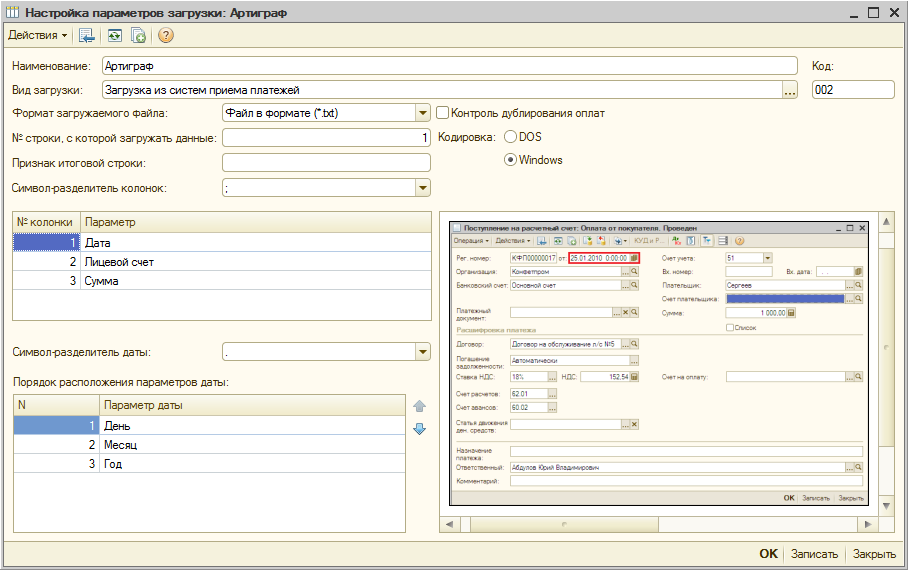 Настройка параметров загрузки: Артиграф
Действия
Наименование: Артиграф Код:
Вид загрузки: Загрузка из систем приема платежей ... 002
Формат загружаемого файла: Файл в формате (*.txt) Контроль дублирования оплат
№ строки, с которой загружать данные: 1 Кодировка: DOS
Признак итоговой строки: Windows
Символ-разделитель колонок: ;
№ колонки Параметр
1 Дата
2 Лицевой счет
3 Сумма
Символ-разделитель даты: .
Порядок расположения параметров даты:
N Параметр даты
1 День
2 Месяц
3 Год
Поступление на расчетный счет: Оплата от покупателя. Проведен
Операция Действия КУД и Р...
Рег. номер: КФП00000017 от: 25.01.2010 0:00:00 Счет учета: 51
Организация: Конфетпром Вх. номер: Вх. дата: . .
Банковский счет: Основной счет Плательщик: Сергеев
Счет плательщика:
Платежный документ: Сумма: 1 000,00
Список
Расшифровка платежа
Договор: Договор на обслуживание л/с №5
Погашение задолженности: Автоматически
Ставка НДС: 18% НДС: 152,54 Счет на оплату:
Счет расчетов: 62.01
Счет авансов: 60.02
Статья движения ден. средств:
Назначение платежа:
Ответственный: Абдулов Юрий Владимирович
Комментарий:
OK Записать Закрыть
OK Записать Закрыть